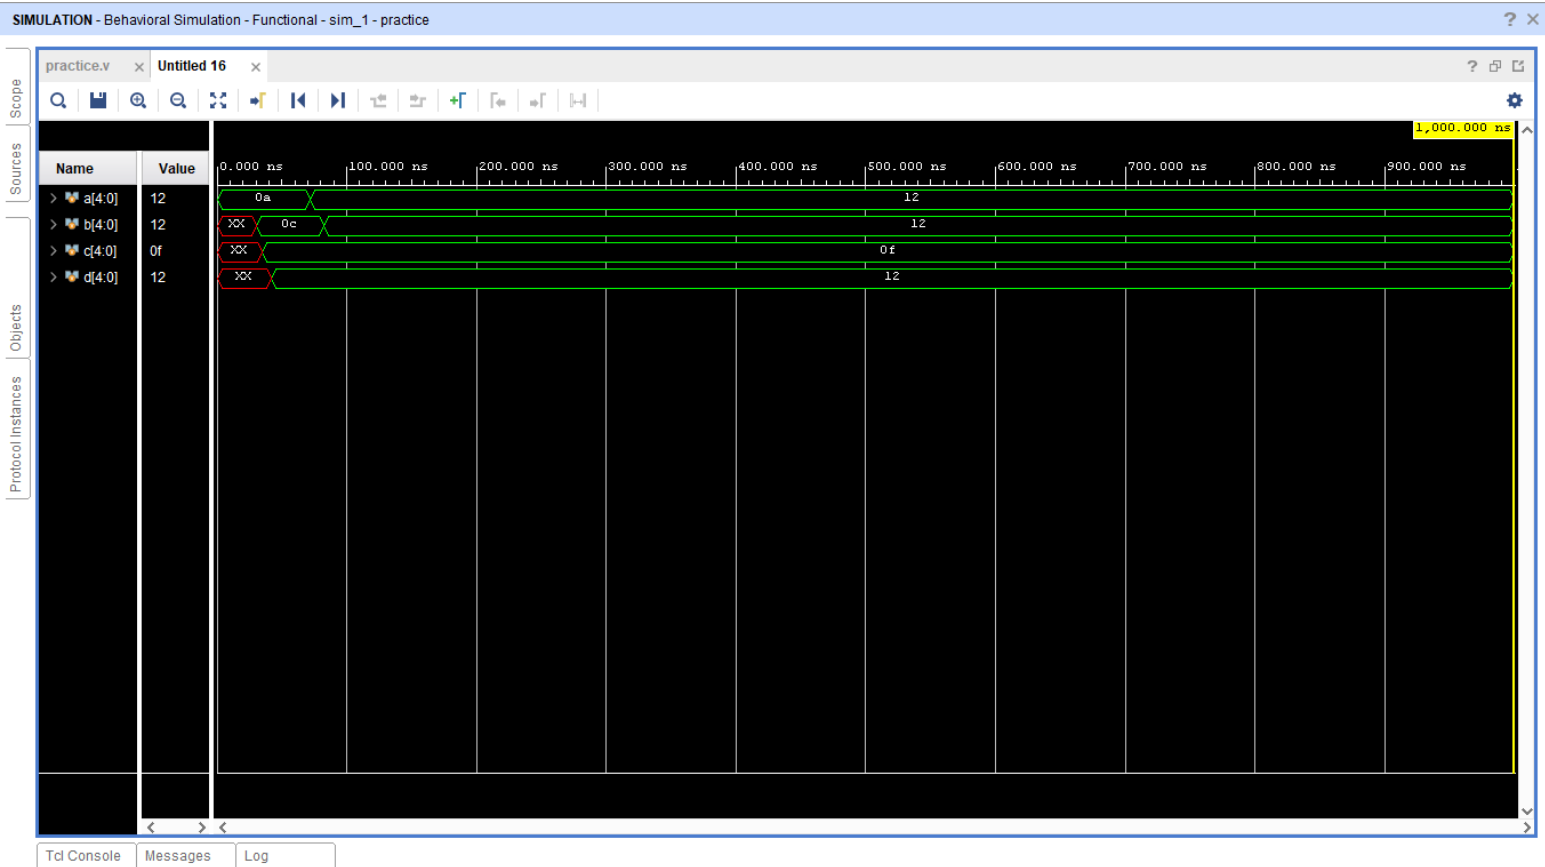 SIMULATION - Behavioral Simulation - Functional - sim_1 - practice
practice.v Untitled 16
Scope
Sources
Objects
Protocol Instances
1,000.000 ns
Name Value 0.000 ns 100.000 ns 200.000 ns 300.000 ns 400.000 ns 500.000 ns 600.000 ns 700.000 ns 800.000 ns 900.000 ns
a[4:0] 12 0a 12
b[4:0] 12 XX 0c 12
c[4:0] 0f XX 0f
d[4:0] 12 XX 12
Tcl Console Messages Log